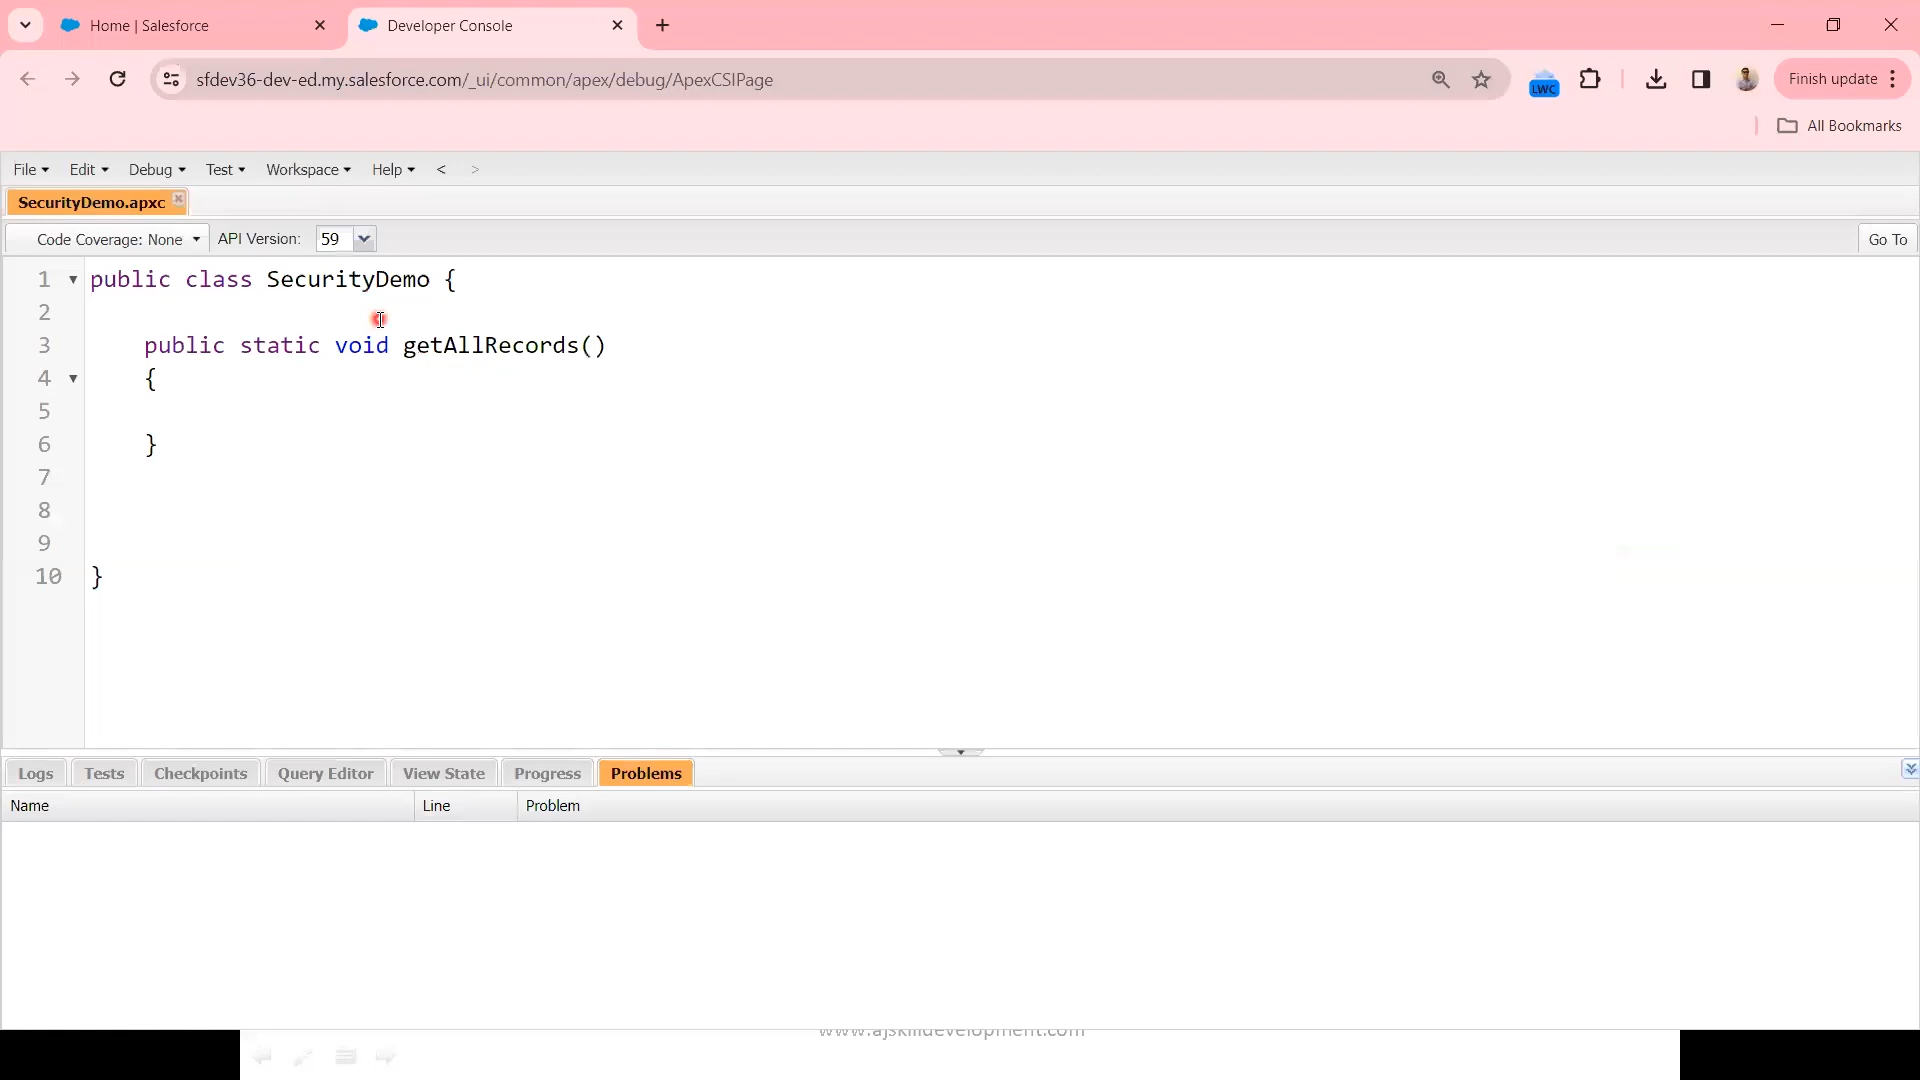 Home | Salesforce
Developer Console
sfdev36-dev-ed.my.salesforce.com/_ui/common/apex/debug/ApexCSIPage
LWC
Finish update
All Bookmarks
File Edit Debug Test Workspace Help < >
SecurityDemo.apxc
Code Coverage: None API Version: 59 Go To
1 public class SecurityDemo {
2
3 public static void getAllRecords()
4 {
5
6 }
7
8
9
10 }
Logs Tests Checkpoints Query Editor View State Progress Problems
Name Line Problem
www.ajskilldevelopment.com